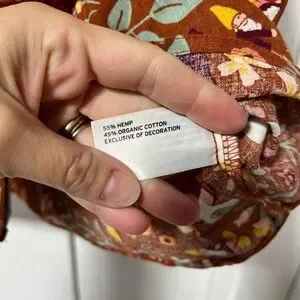 55% HEMP
45% ORGANIC COTTON
EXCLUSIVE OF DECORATION